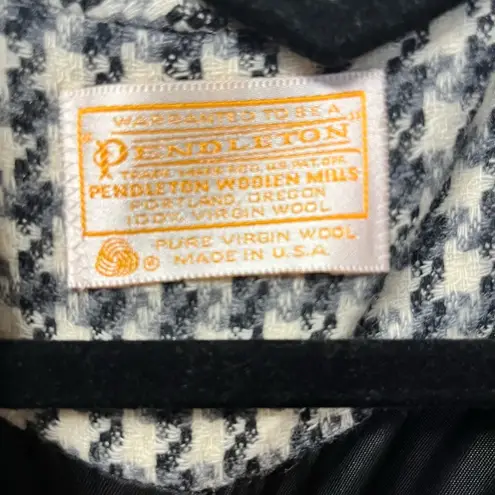 WARRANTED TO BE A
PENDLETON®
TRADE MARK REG. U.S. PAT. OFF.
PENDLETON WOOLEN MILLS
PORTLAND, OREGON
100% VIRGIN WOOL
PURE VIRGIN WOOL
® MADE IN U.S.A.